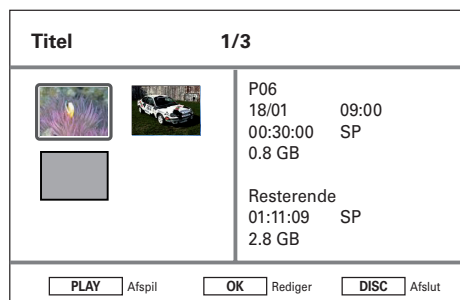 Titel 1/3
P06
18/01 09:00
00:30:00 SP
0.8 GB
Resterende
01:11:09 SP
2.8 GB
PLAY Afspil OK Rediger DISC Afslut